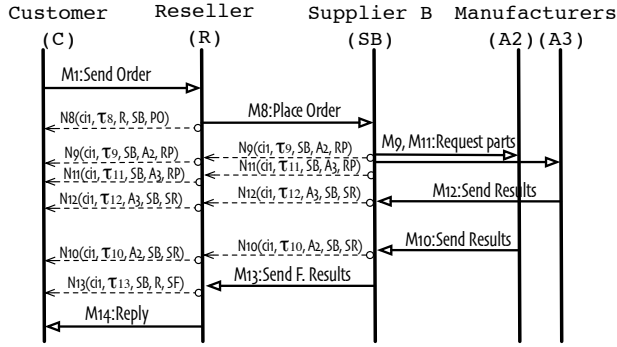 Customer Reseller Supplier B Manufacturers
(C) (R) (SB) (A2)(A3)
M1:Send Order
N8(ci1, τ8, R, SB, PO)
M8:Place Order
N9(ci1, τ9, SB, A2, RP)
N9(ci1, τ9, SB, A2, RP)
M9, M11:Request parts
N11(ci1, τ11, SB, A3, RP)
N11(ci1, τ11, SB, A3, RP)
N12(ci1, τ12, A3, SB, SR)
N12(ci1, τ12, A3, SB, SR)
M12:Send Results
N10(ci1, τ10, A2, SB, SR)
N10(ci1, τ10, A2, SB, SR)
M10:Send Results
N13(ci1, τ13, SB, R, SF)
M13:Send F. Results
M14:Reply